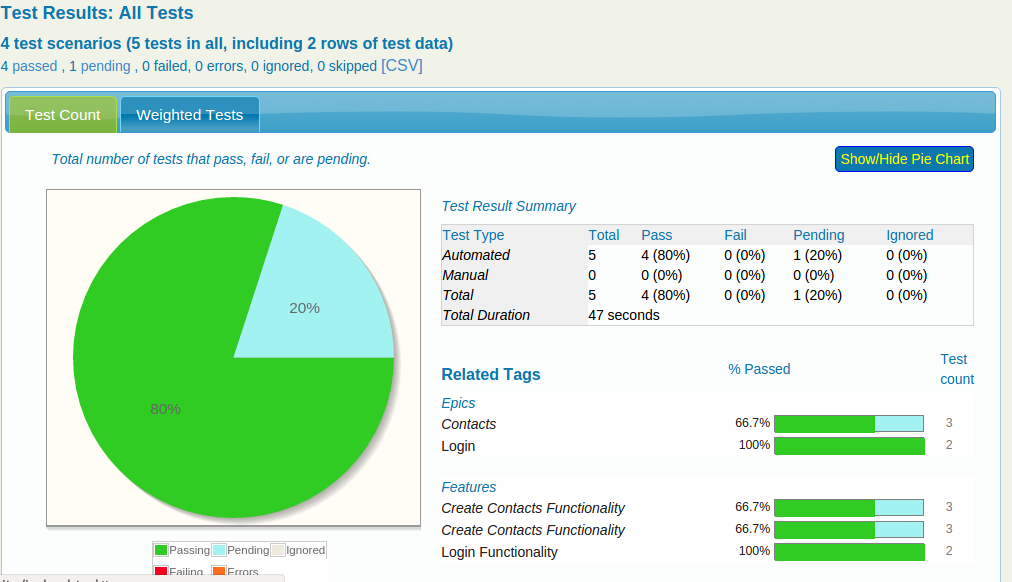 Test Results: All Tests
4 test scenarios (5 tests in all, including 2 rows of test data)
4 passed , 1 pending , 0 failed, 0 errors, 0 ignored, 0 skipped [CSV]
Test Count Weighted Tests
Total number of tests that pass, fail, or are pending. Show/Hide Pie Chart
Test Result Summary
Test Type Total Pass Fail Pending Ignored
Automated 5 4 (80%) 0 (0%) 1 (20%) 0 (0%)
Manual 0 0 (0%) 0 (0%) 0 (0%) 0 (0%)
Total 5 4 (80%) 0 (0%) 1 (20%) 0 (0%)
Total Duration 47 seconds
20%
80%
Related Tags % Passed Test count
Epics
Contacts 66.7% 3
Login 100% 2
Features
Create Contacts Functionality 66.7% 3
Create Contacts Functionality 66.7% 3
Login Functionality 100% 2
Passing Pending Ignored
Failing Errors